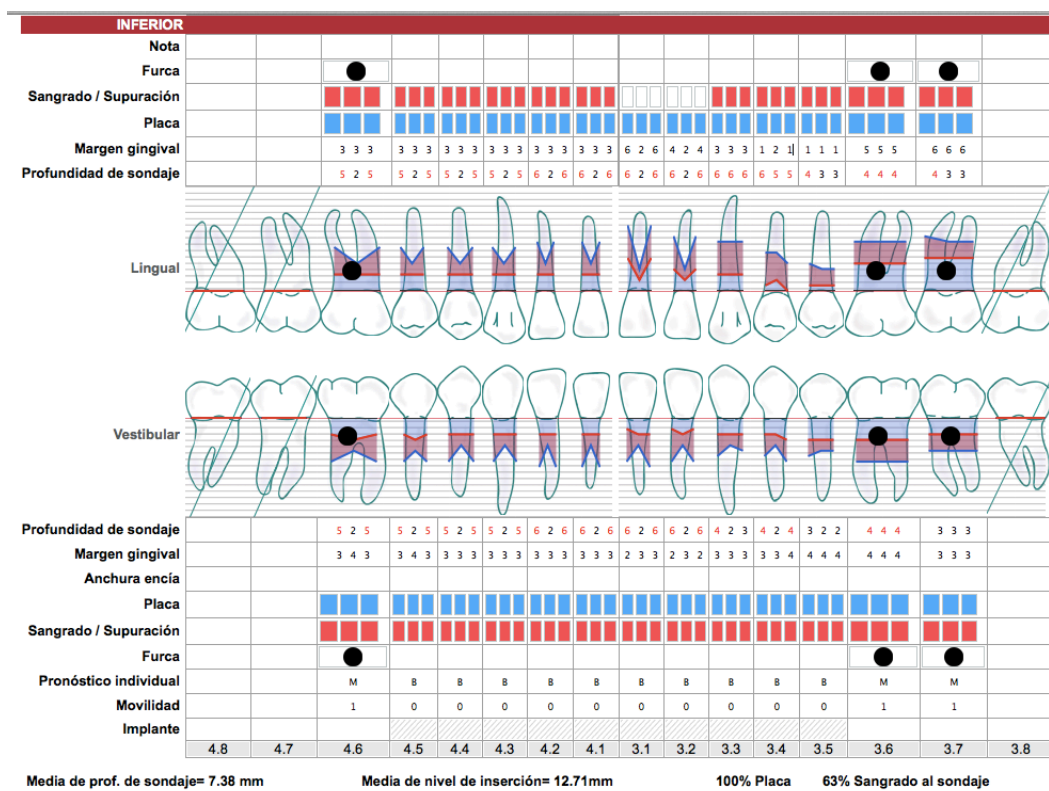 INFERIOR
Nota
Furca
Sangrado / Supuración
Placa
Margen gingival 3 3 3 3 3 3 3 3 3 3 3 3 3 3 3 3 3 3 6 2 6 4 2 4 3 3 3 1 2 1 1 1 1 5 5 5 6 6 6
Profundidad de sondaje 5 2 5 5 2 5 5 2 5 5 2 5 6 2 6 6 2 6 6 2 6 6 2 6 6 6 6 6 5 5 4 3 3 4 4 4 4 3 3
Lingual
Vestibular
Profundidad de sondaje 5 2 5 5 2 5 5 2 5 5 2 5 6 2 6 6 2 6 6 2 6 6 2 6 4 2 3 4 2 4 3 2 2 4 4 4 3 3 3
Margen gingival 3 4 3 3 4 3 3 3 3 3 3 3 3 3 3 3 3 3 2 3 3 2 3 2 3 3 3 3 3 4 4 4 4 4 4 4 3 3 3
Anchura encía
Placa
Sangrado / Supuración
Furca
Pronóstico individual M B B B B B B B B B B M M
Movilidad 1 0 0 0 0 0 0 0 0 0 0 1 1
Implante
4.8 4.7 4.6 4.5 4.4 4.3 4.2 4.1 3.1 3.2 3.3 3.4 3.5 3.6 3.7 3.8
Media de prof. de sondaje= 7.38 mm Media de nivel de inserción= 12.71mm 100% Placa 63% Sangrado al sondaje